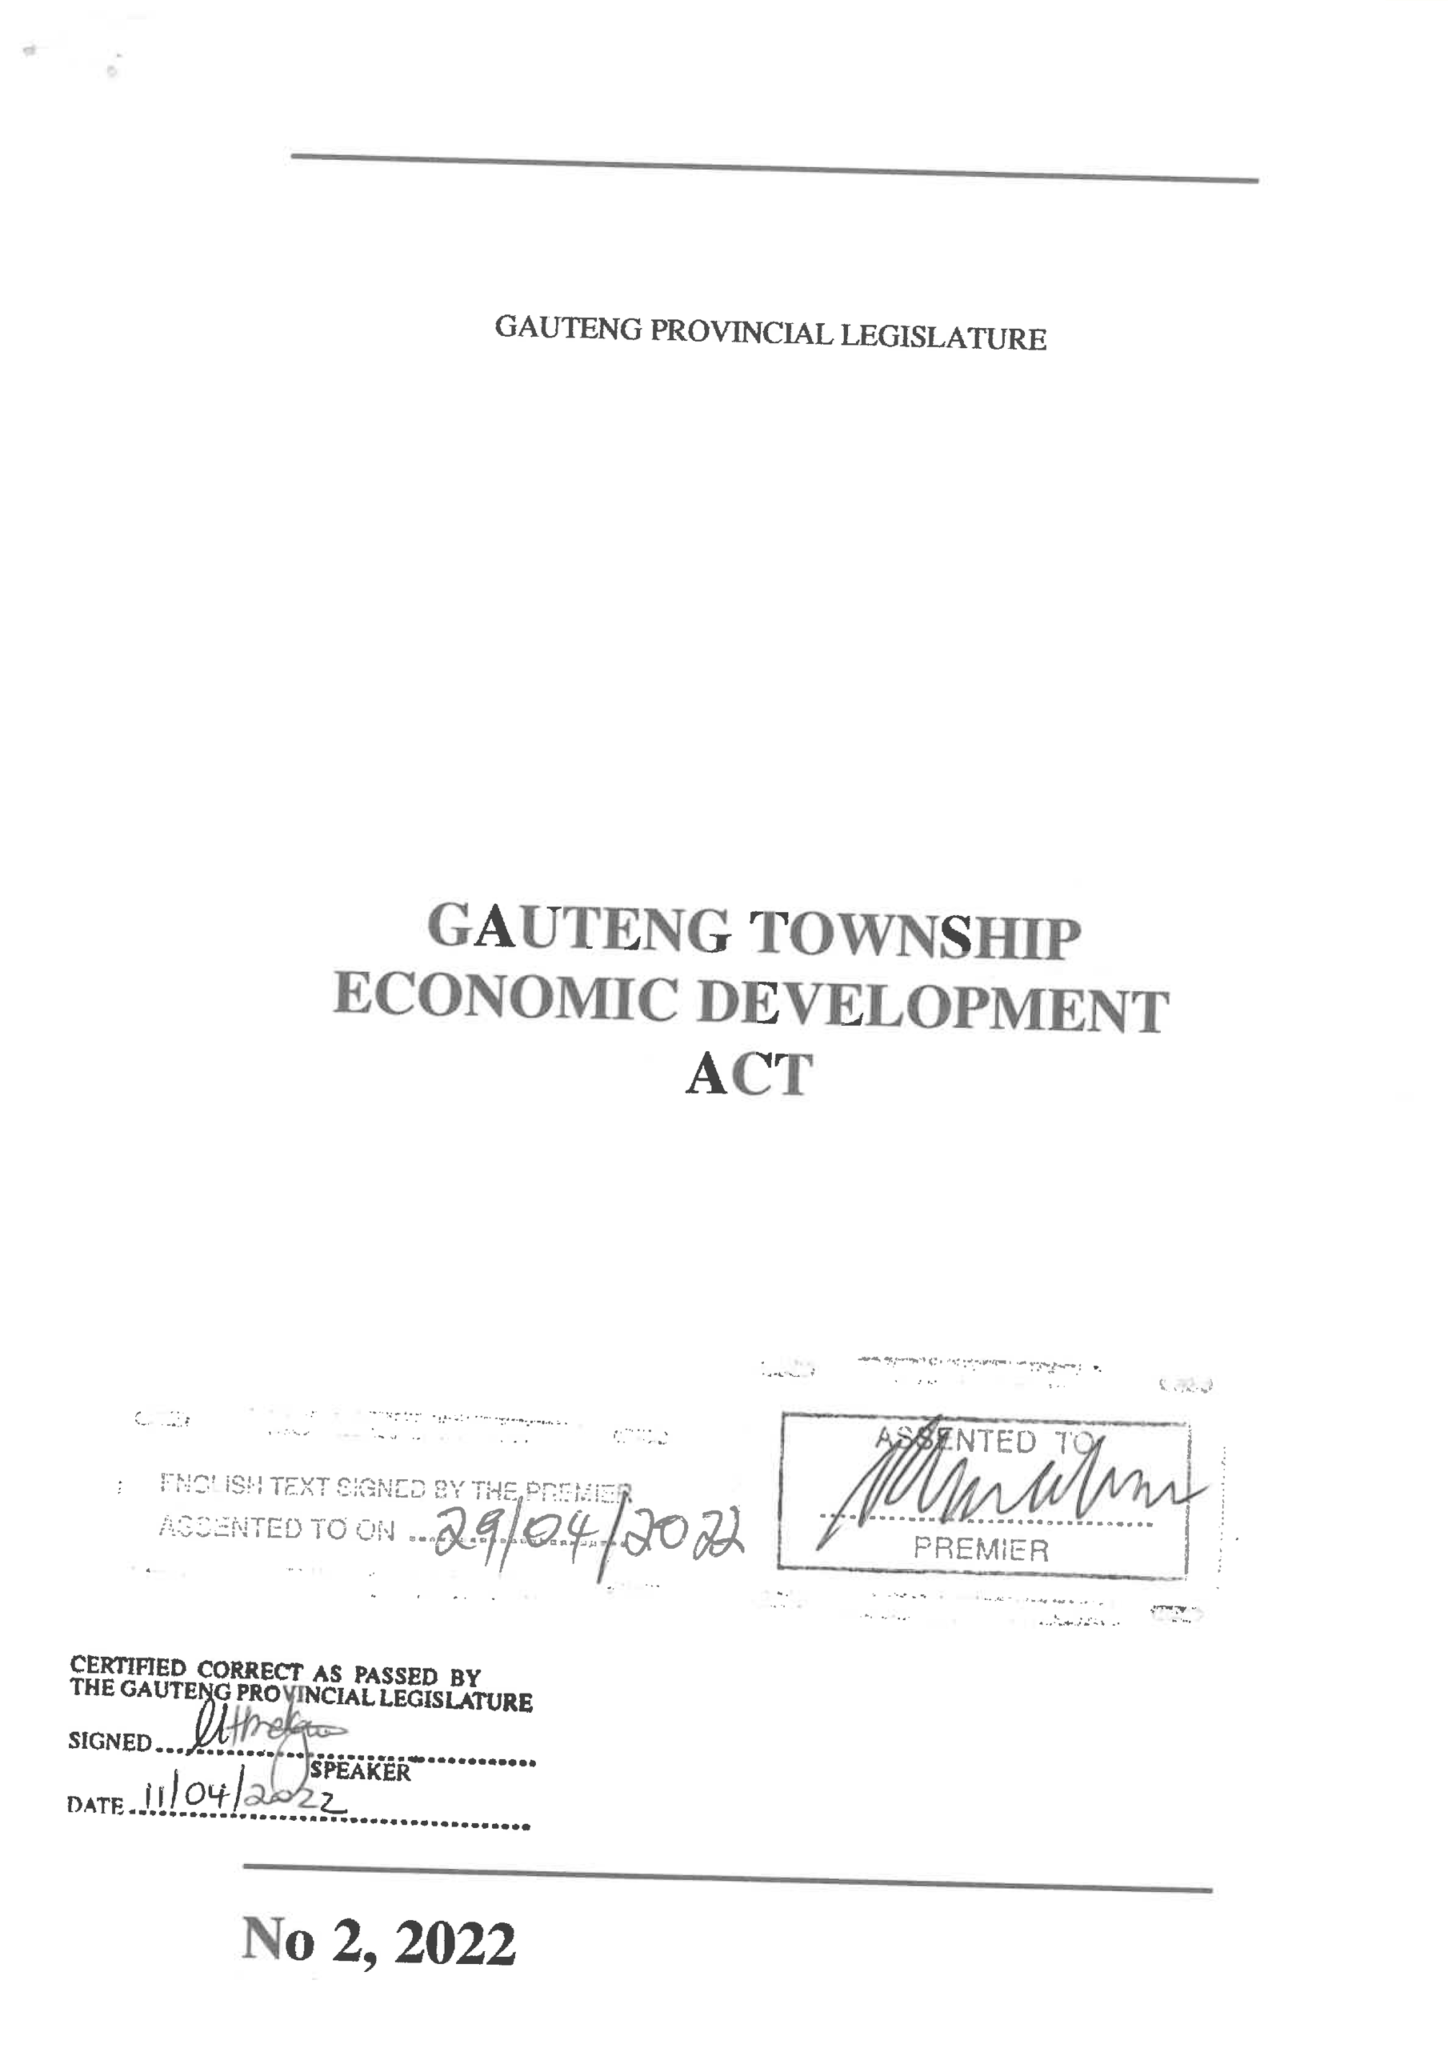 GAUTENG PROVINCIAL LEGISLATURE
GAUTENG TOWNSHIP
ECONOMIC DEVELOPMENT
ACT
ASSENTED TO
PREMIER
ENGLISH TEXT SIGNED BY THE PREMIER
ASSENTED TO ON 29/04/2022
CERTIFIED CORRECT AS PASSED BY
THE GAUTENG PROVINCIAL LEGISLATURE
SIGNED
SPEAKER
DATE 11/04/2022
No 2, 2022